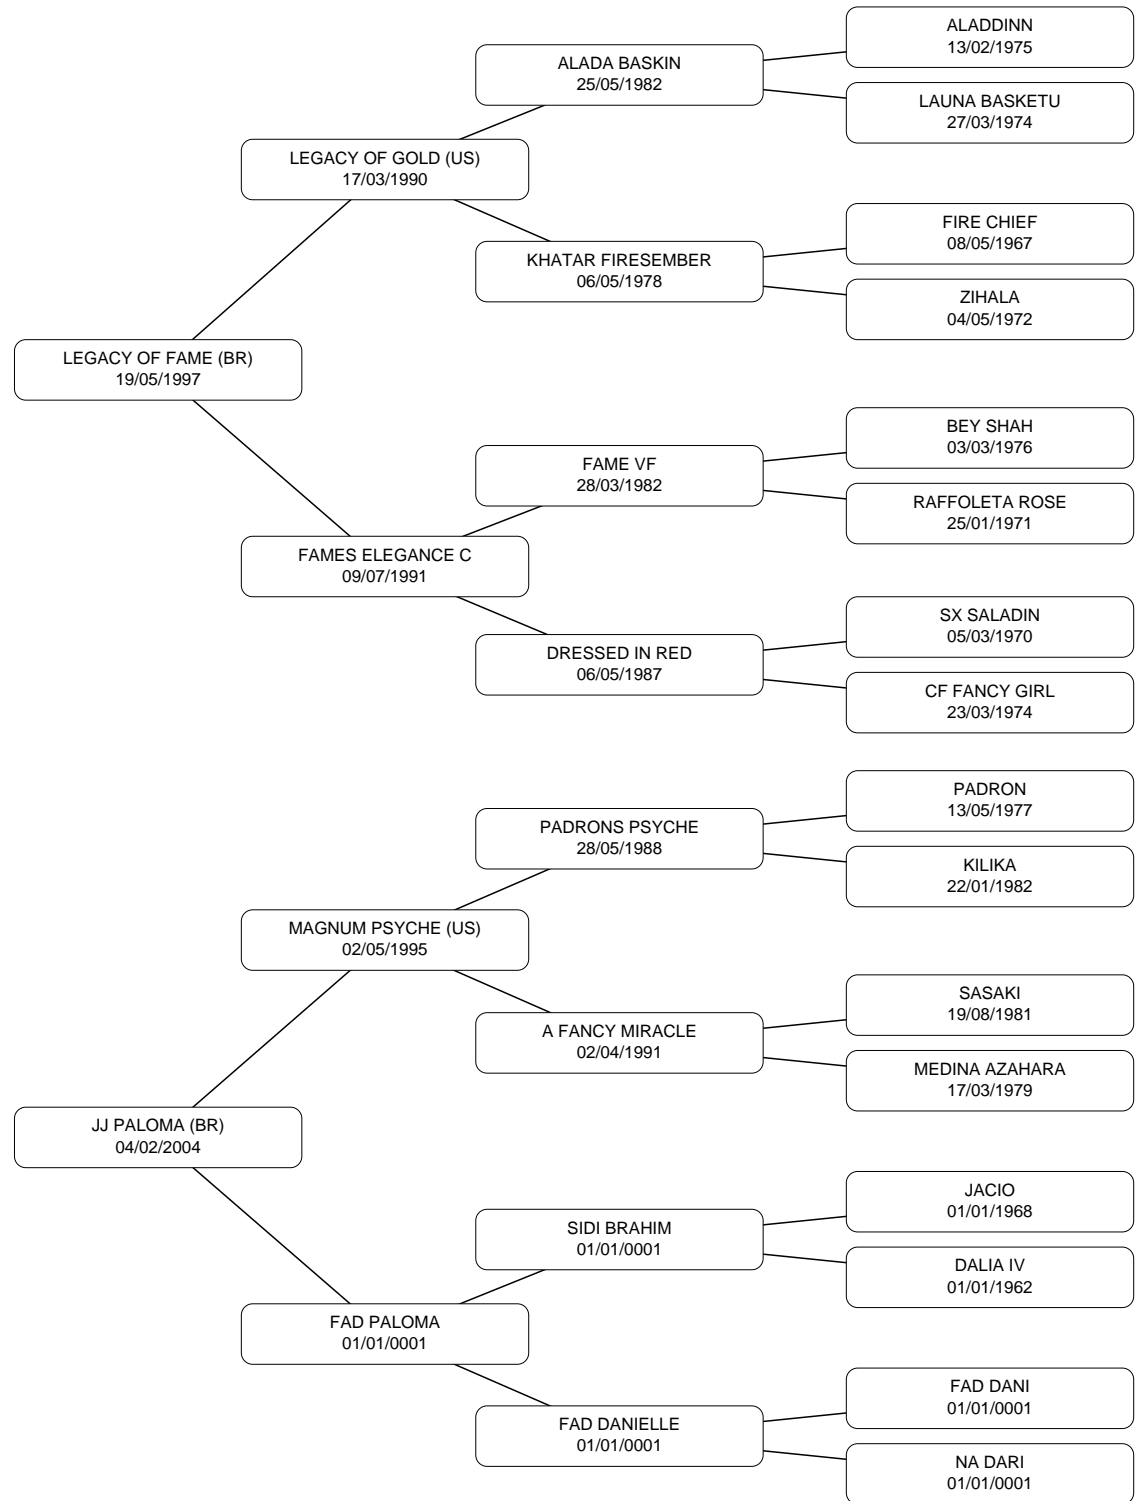 ALADDINN
13/02/1975
ALADA BASKIN
25/05/1982
LAUNA BASKETU
27/03/1974
LEGACY OF GOLD (US)
17/03/1990
FIRE CHIEF
08/05/1967
KHATAR FIRESEMBER
06/05/1978
ZIHALA
04/05/1972
LEGACY OF FAME (BR)
19/05/1997
BEY SHAH
03/03/1976
FAME VF
28/03/1982
RAFFOLETA ROSE
25/01/1971
FAMES ELEGANCE C
09/07/1991
SX SALADIN
05/03/1970
DRESSED IN RED
06/05/1987
CF FANCY GIRL
23/03/1974
PADRON
13/05/1977
PADRONS PSYCHE
28/05/1988
KILIKA
22/01/1982
MAGNUM PSYCHE (US)
02/05/1995
SASAKI
19/08/1981
A FANCY MIRACLE
02/04/1991
MEDINA AZAHARA
17/03/1979
JJ PALOMA (BR)
04/02/2004
JACIO
01/01/1968
SIDI BRAHIM
01/01/0001
DALIA IV
01/01/1962
FAD PALOMA
01/01/0001
FAD DANI
01/01/0001
FAD DANIELLE
01/01/0001
NA DARI
01/01/0001